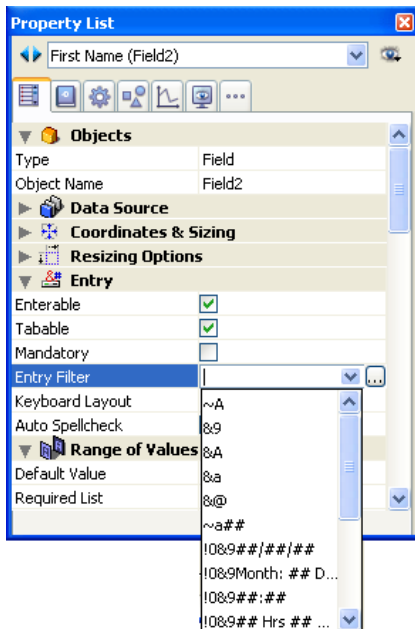 Property List
First Name (Field2)
Objects
Type Field
Object Name Field2
Data Source
Coordinates & Sizing
Resizing Options
Entry
Enterable
Tabable
Mandatory
Entry Filter
Keyboard Layout
Auto Spellcheck
Range of Values
Default Value
Required List
~A
&9
&A
&a
&@
~a##
!0&9##/##/##
!0&9Month: ## D...
!0&9##:##
!0&9## Hrs ## ...